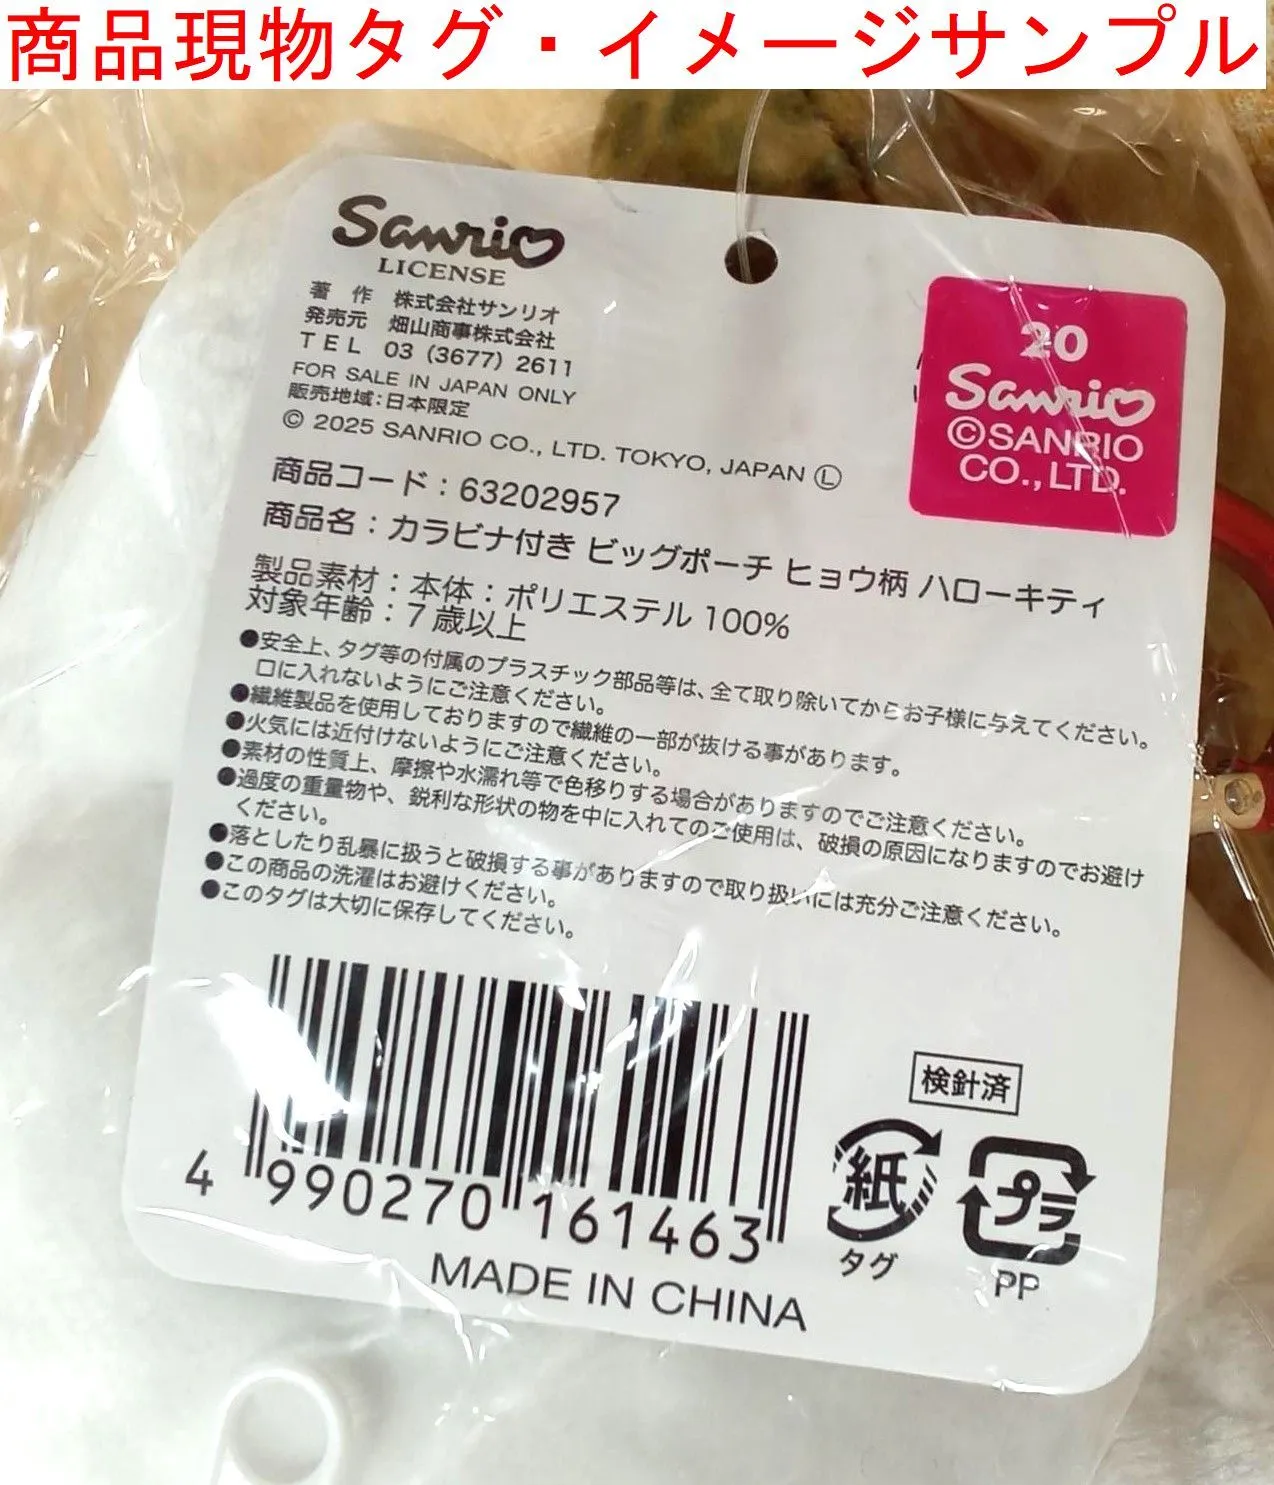 商品現物タグ・イメージサンプル
Sanrio
LICENSE
著 作 株式会社サンリオ
発売元 畑山商事株式会社
TEL 03 (3677) 2611
FOR SALE IN JAPAN ONLY
販売地域:日本限定
© 2025 SANRIO CO., LTD. TOKYO, JAPAN Ⓛ
20
Sanrio
©SANRIO
CO., LTD.
商品コード:63202957
商品名:カラビナ付き ビッグポーチ ヒョウ柄 ハローキティ
製品素材:本体:ポリエステル 100%
対象年齢:7 歳以上
●安全上、タグ等の付属のプラスチック部品等は、全て取り除いてからお子様に与えてください。
口に入れないようにご注意ください。
●繊維製品を使用しておりますので繊維の一部が抜ける事があります。
●火気には近付けないようにご注意ください。
●素材の性質上、摩擦や水濡れ等で色移りする場合がありますのでご注意ください。
●過度の重量物や、鋭利な形状の物を中に入れてのご使用は、破損の原因になりますのでお避け
ください。
●落としたり乱暴に扱うと破損する事がありますので取り扱いには充分ご注意ください。
●この商品の洗濯はお避けください。
●このタグは大切に保存してください。
4 990270 161463
MADE IN CHINA
検針済
紙
タグ
プラ
PP